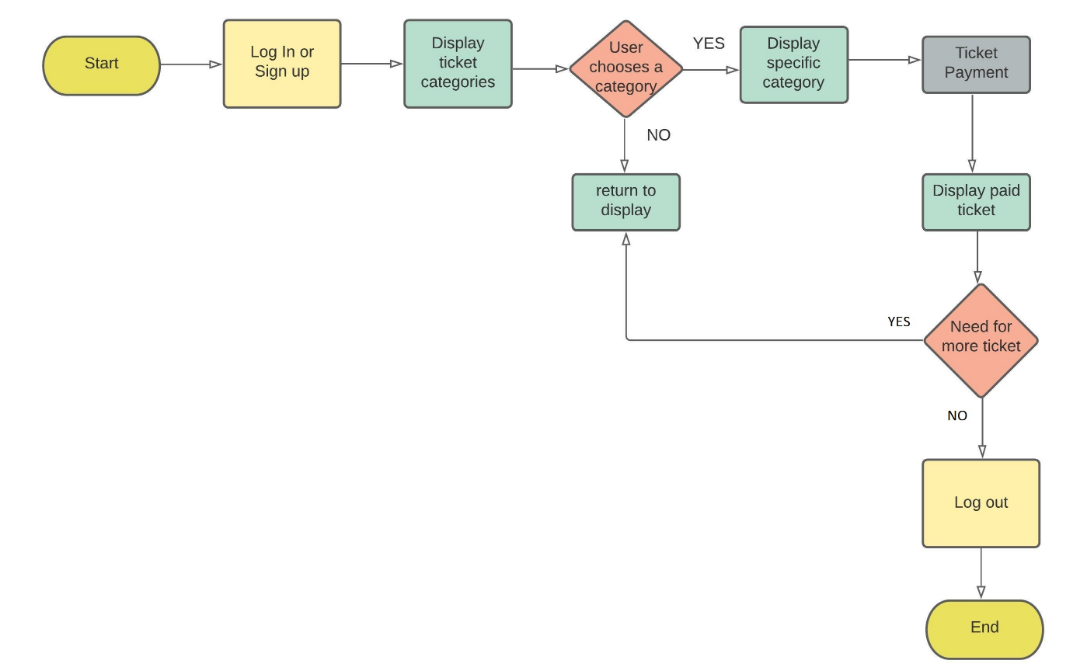 Start
Log In or
Sign up
Display
ticket
categories
User
chooses a
category
YES
Display
specific
category
Ticket
Payment
NO
return to
display
Display paid
ticket
YES
Need for
more ticket
NO
Log out
End